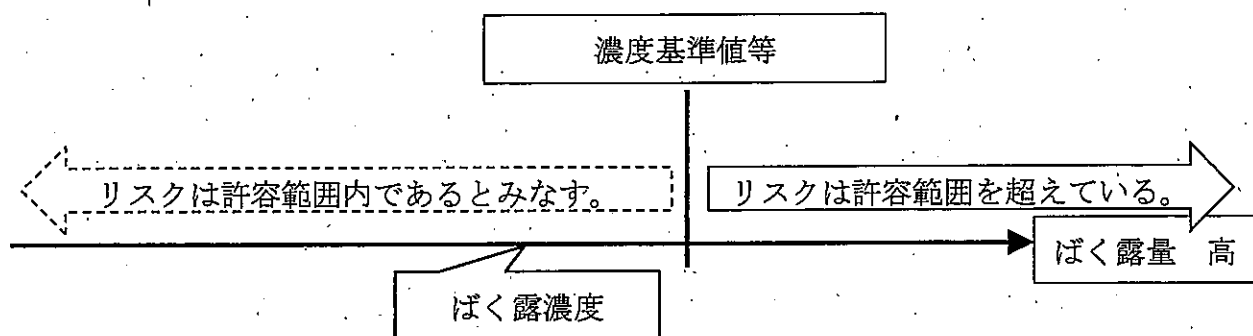 濃度基準値等
リスクは許容範囲内であるとみなす。
リスクは許容範囲を超えている。
ばく露量　高
ばく露濃度